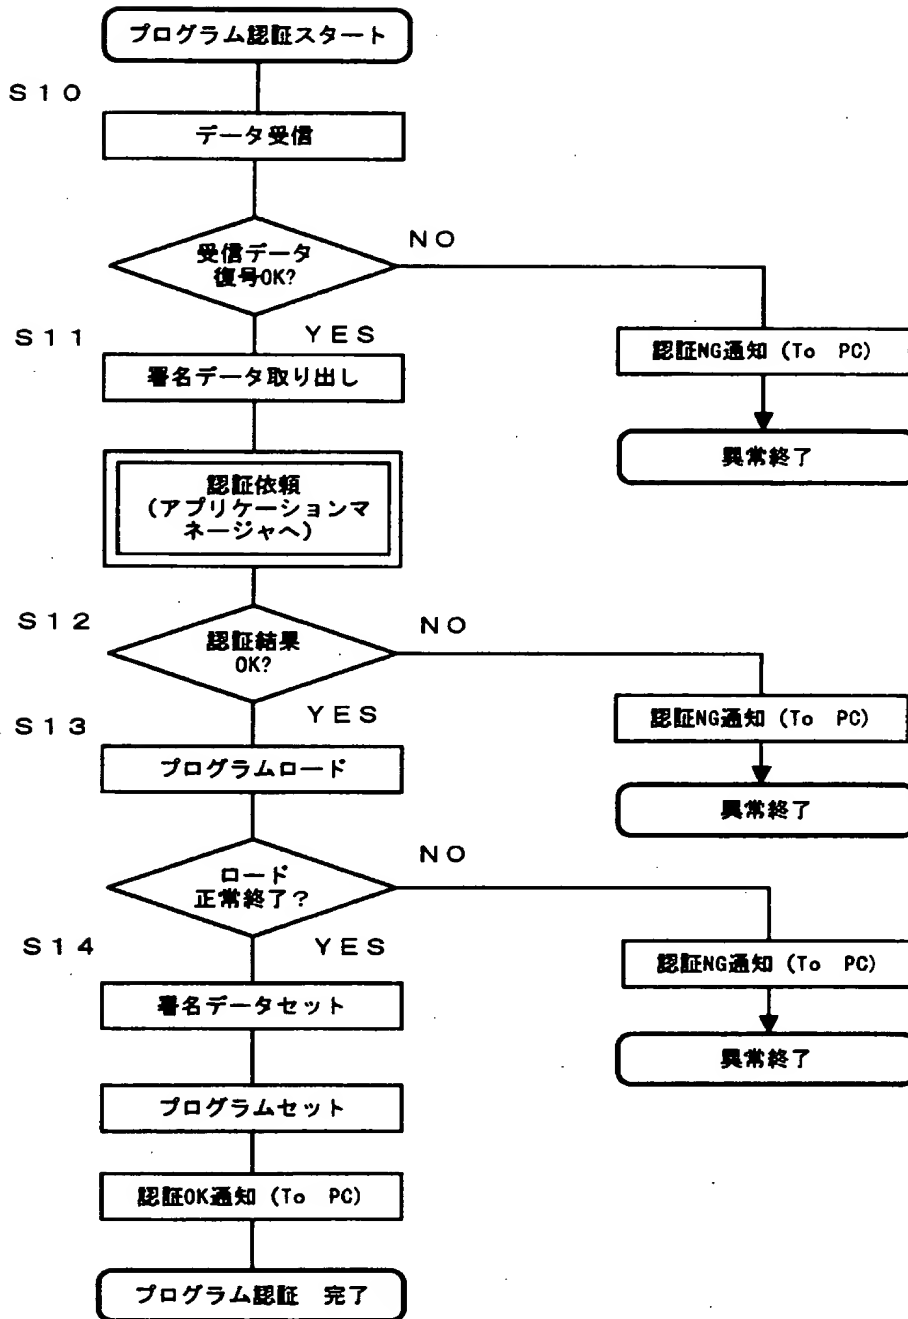 プログラム認証スタート
S10
データ受信
受信データ
復号OK?
NO
S11
YES
認証NG通知 (To PC)
署名データ取り出し
異常終了
認証依頼
(アプリケーションマ
ネージャへ)
S12
認証結果
OK?
NO
S13
YES
認証NG通知 (To PC)
プログラムロード
異常終了
ロード
正常終了?
NO
S14
YES
認証NG通知 (To PC)
署名データセット
異常終了
プログラムセット
認証OK通知 (To PC)
プログラム認証 完了